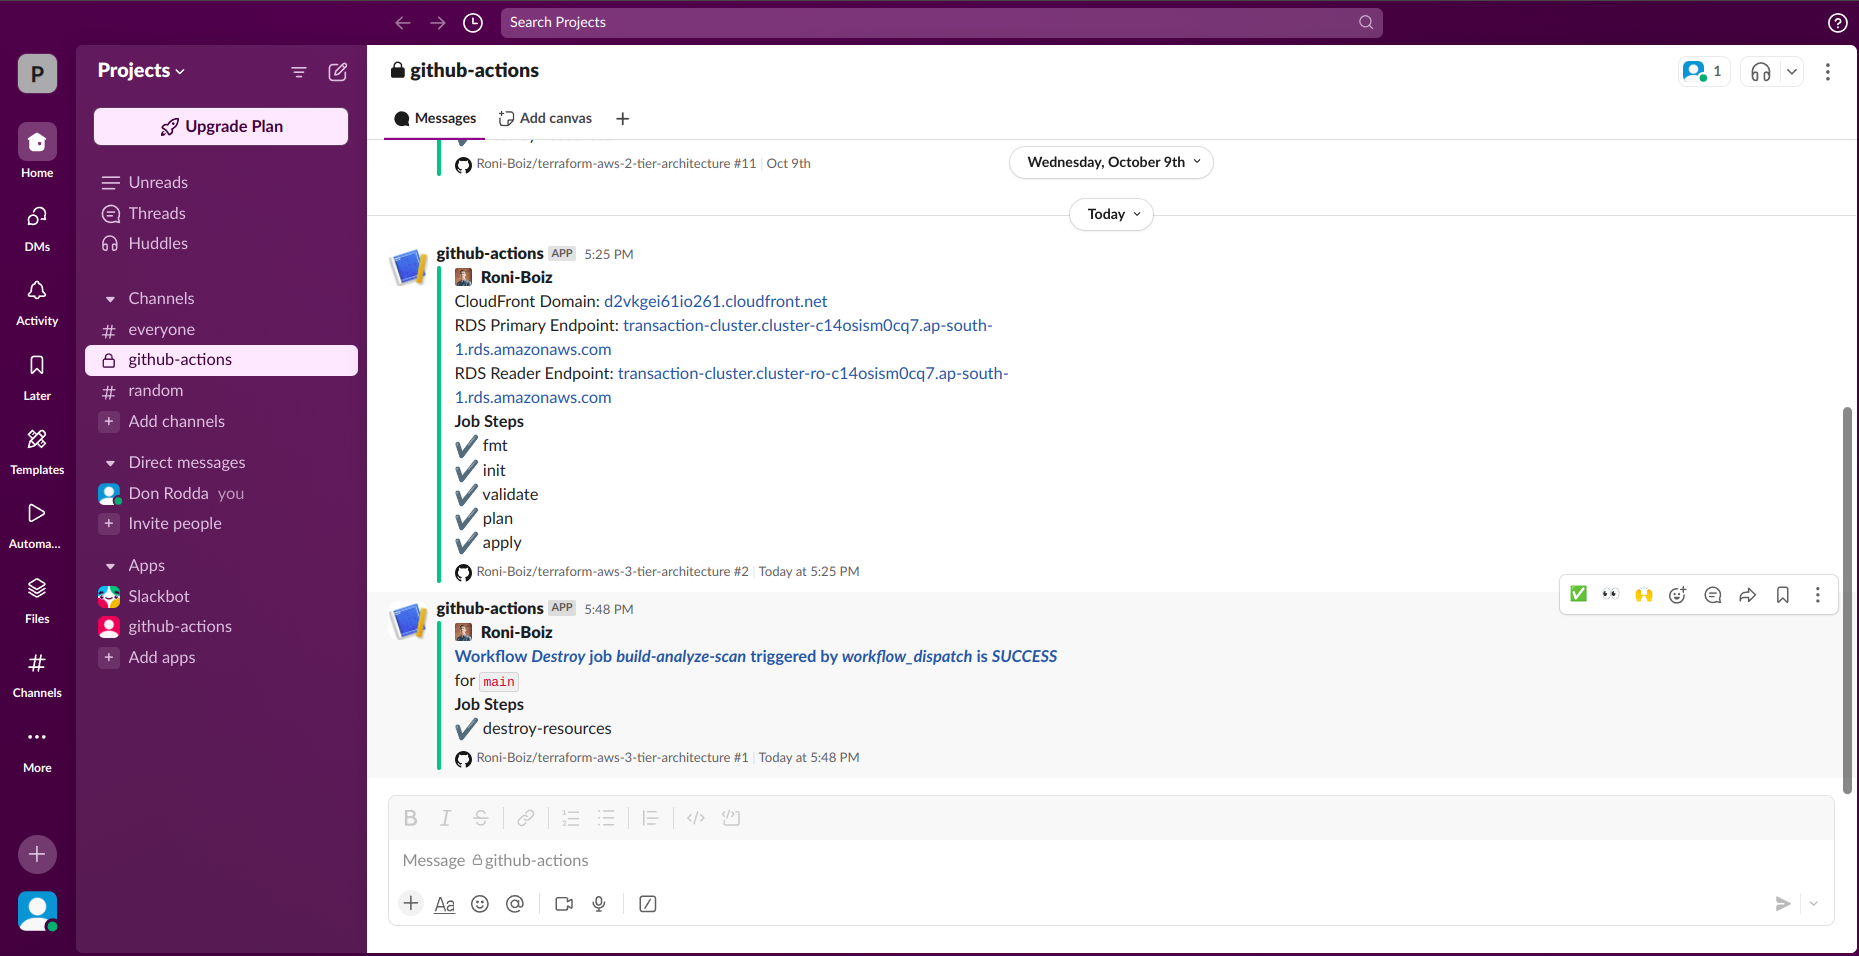 Search Projects
P
Projects
Upgrade Plan
Home
DMs
Activity
Later
Templates
Automa...
Files
Channels
More
Unreads
Threads
Huddles
Channels
# everyone
github-actions
# random
+ Add channels
Direct messages
Don Rodda you
+ Invite people
Apps
Slackbot
github-actions
+ Add apps
github-actions
1
Messages
Add canvas
Roni-Boiz/terraform-aws-2-tier-architecture #11 | Oct 9th
Wednesday, October 9th
Today
github-actions APP 5:25 PM
Roni-Boiz
CloudFront Domain: d2vkgei61io261.cloudfront.net
RDS Primary Endpoint: transaction-cluster.cluster-c14osism0cq7.ap-south-
1.rds.amazonaws.com
RDS Reader Endpoint: transaction-cluster.cluster-ro-c14osism0cq7.ap-south-
1.rds.amazonaws.com
Job Steps
✔ fmt
✔ init
✔ validate
✔ plan
✔ apply
Roni-Boiz/terraform-aws-3-tier-architecture #2 | Today at 5:25 PM
github-actions APP 5:48 PM
Roni-Boiz
Workflow Destroy job build-analyze-scan triggered by workflow_dispatch is SUCCESS
for main
Job Steps
✔ destroy-resources
Roni-Boiz/terraform-aws-3-tier-architecture #1 | Today at 5:48 PM
Message github-actions
Aa